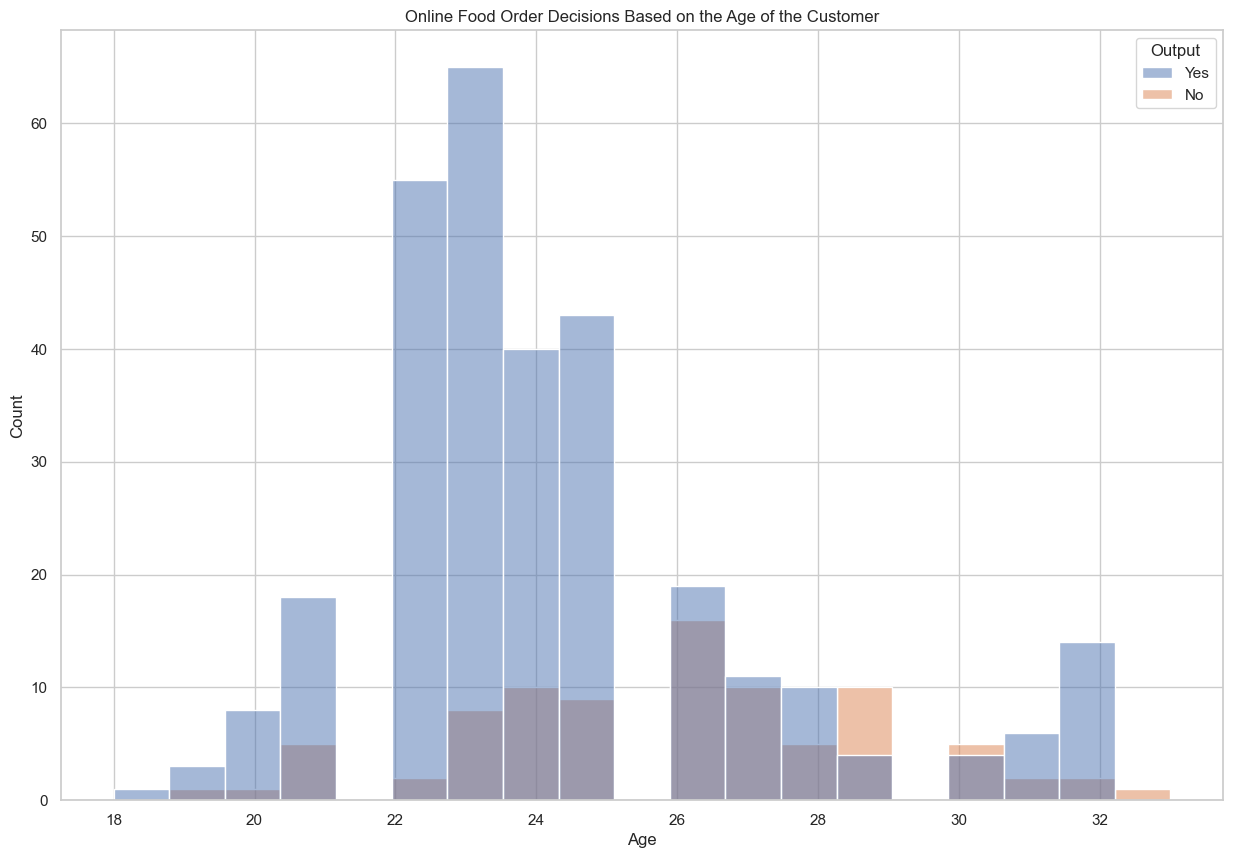 Online Food Order Decisions Based on the Age of the Customer
Output
Yes
No
60
50
40
30
20
10
0
Count
18 20 22 24 26 28 30 32
Age